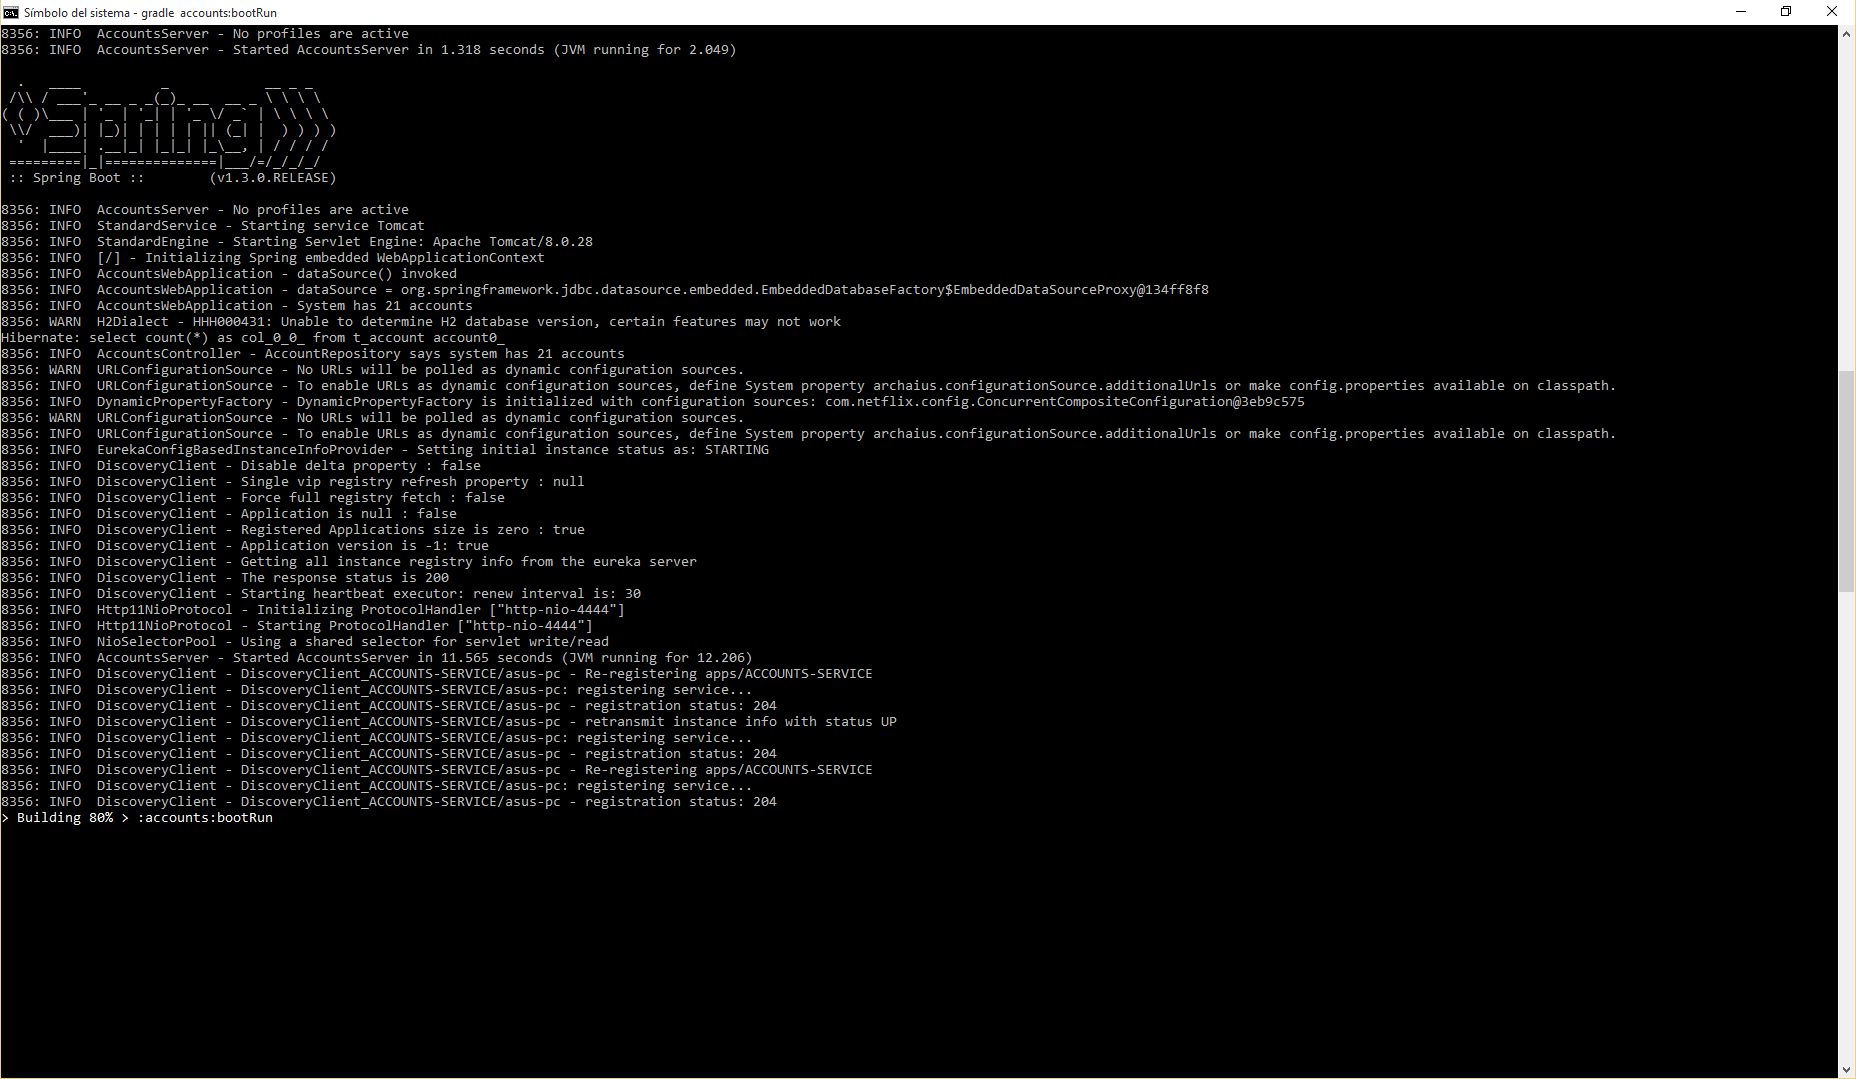 Símbolo del sistema - gradle  accounts:bootRun
8356: INFO  AccountsServer - No profiles are active
8356: INFO  AccountsServer - Started AccountsServer in 1.318 seconds (JVM running for 2.049)
  .   ____          _            __ _ _
 /\\ / ___'_ __ _ _(_)_ __  __ _ \ \ \ \
( ( )\___ | '_ | '_| | '_ \/ _` | \ \ \ \
 \\/  ___)| |_)| | | | | || (_| |  ) ) ) )
  '  |____| .__|_| |_|_| |_\__, | / / / /
 =========|_|==============|___/=/_/_/_/
 :: Spring Boot ::        (v1.3.0.RELEASE)
8356: INFO  AccountsServer - No profiles are active
8356: INFO  StandardService - Starting service Tomcat
8356: INFO  StandardEngine - Starting Servlet Engine: Apache Tomcat/8.0.28
8356: INFO  [/] - Initializing Spring embedded WebApplicationContext
8356: INFO  AccountsWebApplication - dataSource() invoked
8356: INFO  AccountsWebApplication - dataSource = org.springframework.jdbc.datasource.embedded.EmbeddedDatabaseFactory$EmbeddedDataSourceProxy@134ff8f8
8356: INFO  AccountsWebApplication - System has 21 accounts
8356: WARN  H2Dialect - HHH000431: Unable to determine H2 database version, certain features may not work
Hibernate: select count(*) as col_0_0_ from t_account account0_
8356: INFO  AccountsController - AccountRepository says system has 21 accounts
8356: WARN  URLConfigurationSource - No URLs will be polled as dynamic configuration sources.
8356: INFO  URLConfigurationSource - To enable URLs as dynamic configuration sources, define System property archaius.configurationSource.additionalUrls or make config.properties available on classpath.
8356: INFO  DynamicPropertyFactory - DynamicPropertyFactory is initialized with configuration sources: com.netflix.config.ConcurrentCompositeConfiguration@3eb9c575
8356: WARN  URLConfigurationSource - No URLs will be polled as dynamic configuration sources.
8356: INFO  URLConfigurationSource - To enable URLs as dynamic configuration sources, define System property archaius.configurationSource.additionalUrls or make config.properties available on classpath.
8356: INFO  EurekaConfigBasedInstanceInfoProvider - Setting initial instance status as: STARTING
8356: INFO  DiscoveryClient - Disable delta property : false
8356: INFO  DiscoveryClient - Single vip registry refresh property : null
8356: INFO  DiscoveryClient - Force full registry fetch : false
8356: INFO  DiscoveryClient - Application is null : false
8356: INFO  DiscoveryClient - Registered Applications size is zero : true
8356: INFO  DiscoveryClient - Application version is -1: true
8356: INFO  DiscoveryClient - Getting all instance registry info from the eureka server
8356: INFO  DiscoveryClient - The response status is 200
8356: INFO  DiscoveryClient - Starting heartbeat executor: renew interval is: 30
8356: INFO  Http11NioProtocol - Initializing ProtocolHandler ["http-nio-4444"]
8356: INFO  Http11NioProtocol - Starting ProtocolHandler ["http-nio-4444"]
8356: INFO  NioSelectorPool - Using a shared selector for servlet write/read
8356: INFO  AccountsServer - Started AccountsServer in 11.565 seconds (JVM running for 12.206)
8356: INFO  DiscoveryClient - DiscoveryClient_ACCOUNTS-SERVICE/asus-pc - Re-registering apps/ACCOUNTS-SERVICE
8356: INFO  DiscoveryClient - DiscoveryClient_ACCOUNTS-SERVICE/asus-pc: registering service...
8356: INFO  DiscoveryClient - DiscoveryClient_ACCOUNTS-SERVICE/asus-pc - registration status: 204
8356: INFO  DiscoveryClient - DiscoveryClient_ACCOUNTS-SERVICE/asus-pc - retransmit instance info with status UP
8356: INFO  DiscoveryClient - DiscoveryClient_ACCOUNTS-SERVICE/asus-pc: registering service...
8356: INFO  DiscoveryClient - DiscoveryClient_ACCOUNTS-SERVICE/asus-pc - registration status: 204
8356: INFO  DiscoveryClient - DiscoveryClient_ACCOUNTS-SERVICE/asus-pc - Re-registering apps/ACCOUNTS-SERVICE
8356: INFO  DiscoveryClient - DiscoveryClient_ACCOUNTS-SERVICE/asus-pc: registering service...
8356: INFO  DiscoveryClient - DiscoveryClient_ACCOUNTS-SERVICE/asus-pc - registration status: 204
> Building 80% > :accounts:bootRun